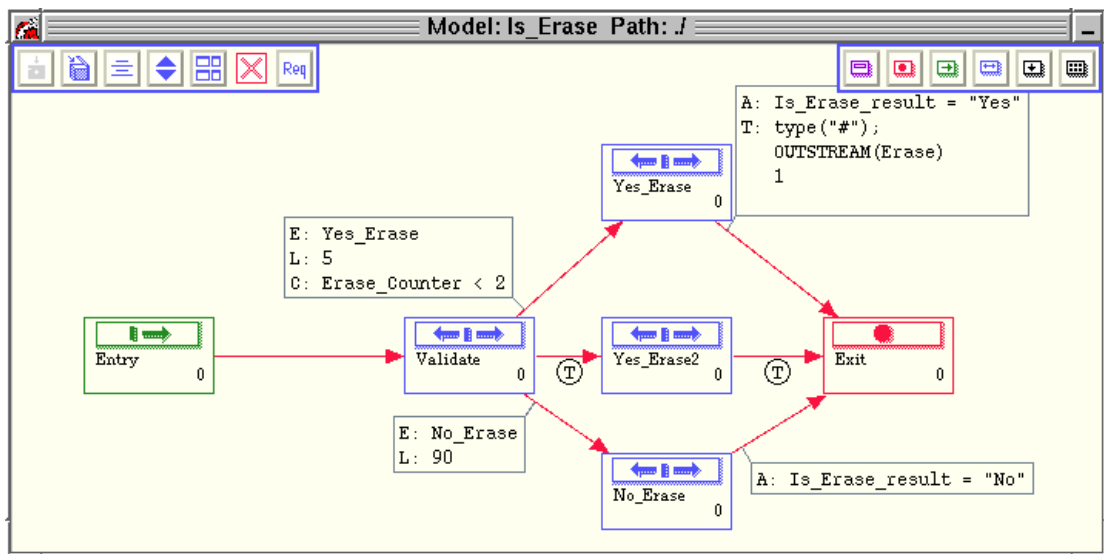 Model: Is_Erase Path: ./
Req
A: Is_Erase_result = "Yes"
T: type("#");
OUTSTREAM(Erase)
1
Yes_Erase
0
E: Yes_Erase
L: 5
C: Erase_Counter < 2
Entry
0
Validate
0
T
Yes_Erase2
0
T
Exit
0
E: No_Erase
L: 90
No_Erase
0
A: Is_Erase_result = "No"